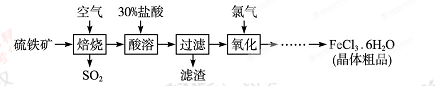 空气 30%盐酸 氯气
硫铁矿 焙烧 酸溶 过滤 氧化 …… FeCl₃·6H₂O
SO₂ 滤渣 (晶体粗品)